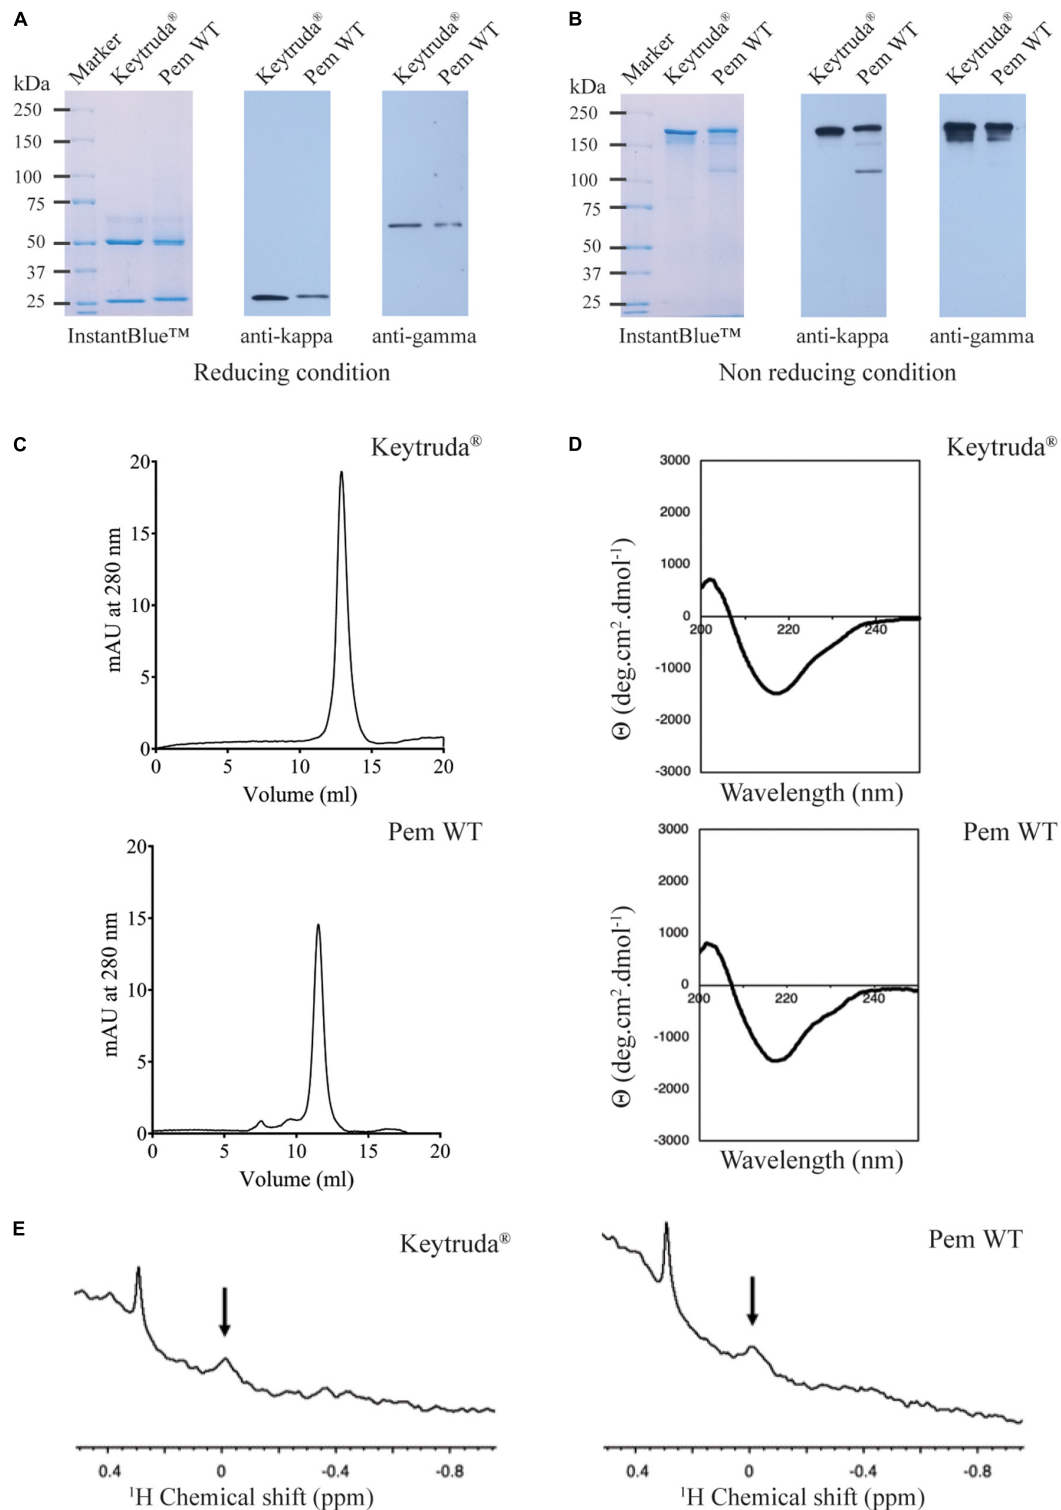 A
B
kDa
Marker
Keytruda®
Pem WT
Keytruda®
Pem WT
Keytruda®
Pem WT
250
150
100
75
50
37
25
InstantBlue™
anti-kappa
anti-gamma
Reducing condition
kDa
Marker
Keytruda®
Pem WT
Keytruda®
Pem WT
Keytruda®
Pem WT
250
150
100
75
50
37
25
InstantBlue™
anti-kappa
anti-gamma
Non reducing condition
C
Keytruda®
mAU at 280 nm
20
15
10
5
0
0 5 10 15 20
Volume (ml)
Pem WT
mAU at 280 nm
20
15
10
5
0
0 5 10 15 20
Volume (ml)
D
Keytruda®
Θ (deg.cm².dmol⁻¹)
3000
2000
1000
0
-1000
-2000
-3000
200 220 240
Wavelength (nm)
Pem WT
Θ (deg.cm².dmol⁻¹)
3000
2000
1000
0
-1000
-2000
-3000
200 220 240
Wavelength (nm)
E
Keytruda®
0.4 0 -0.4 -0.8
¹H Chemical shift (ppm)
Pem WT
0.4 0 -0.4 -0.8
¹H Chemical shift (ppm)